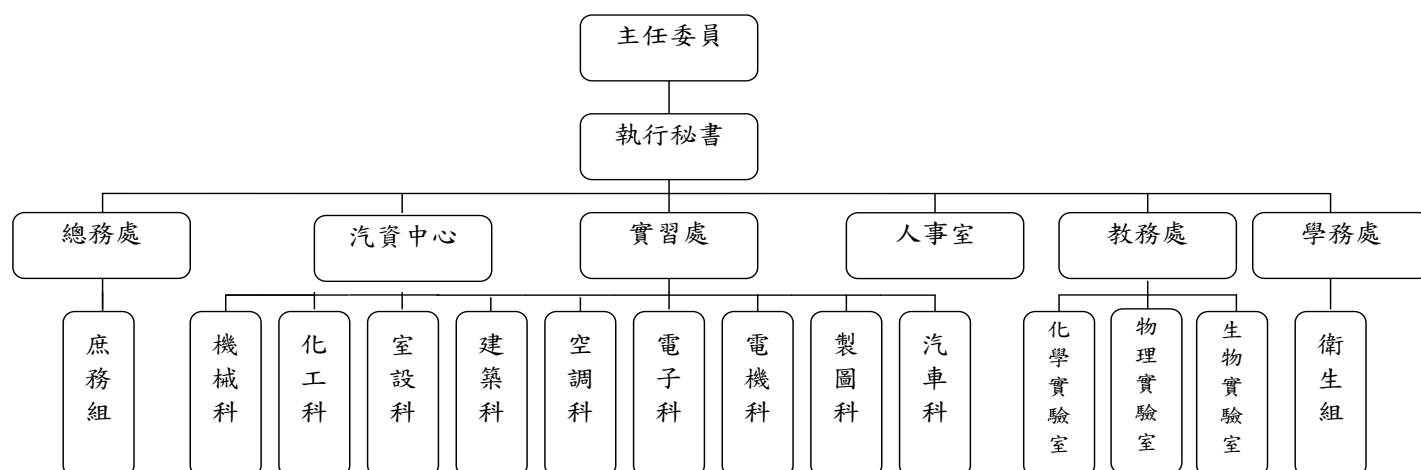 主任委員
執行秘書
總務處
汽資中心
實習處
人事室
教務處
學務處
庶務組
機械科
化工科
室設科
建築科
空調科
電子科
電機科
製圖科
汽車科
化學實驗室
物理實驗室
生物實驗室
衛生組